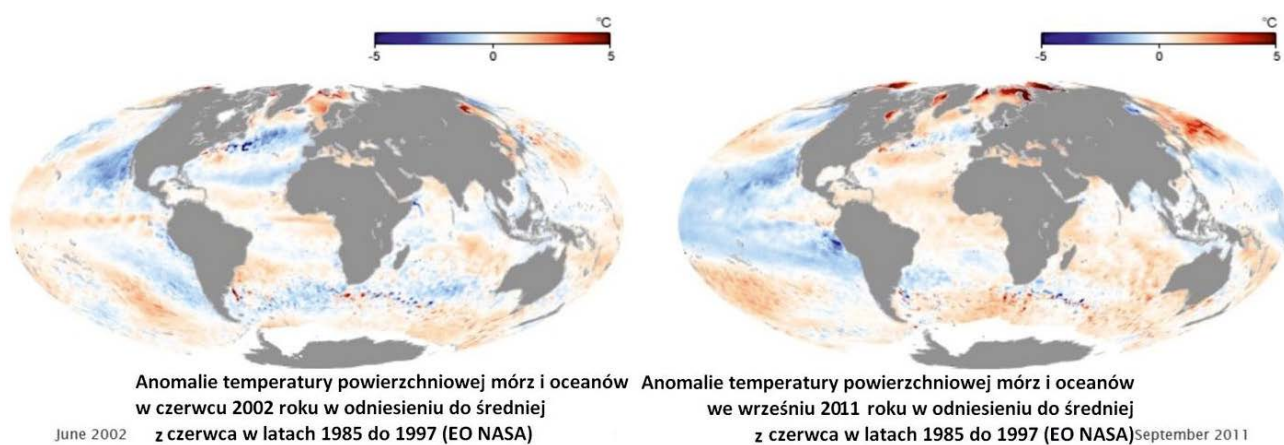 °C
-5 0 5
°C
-5 0 5
Anomalie temperatury powierzchniowej mórz i oceanów
w czerwcu 2002 roku w odniesieniu do średniej
z czerwca w latach 1985 do 1997 (EO NASA)
June 2002
Anomalie temperatury powierzchniowej mórz i oceanów
we wrześniu 2011 roku w odniesieniu do średniej
z czerwca w latach 1985 do 1997 (EO NASA)
September 2011